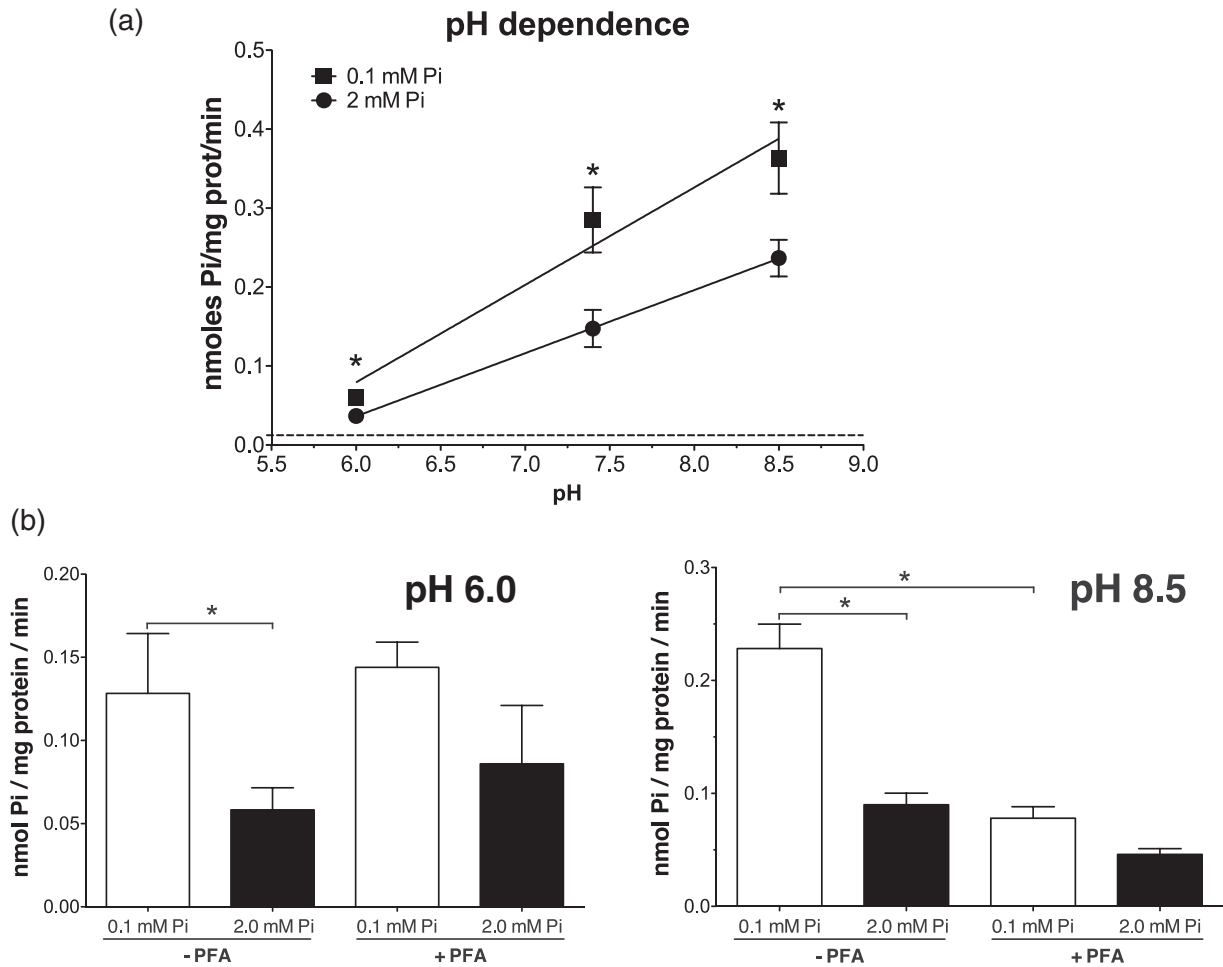 (a)
pH dependence
0.5
0.4
0.3
0.2
0.1
0.0
nmoles Pi/mg prot/min
0.1 mM Pi
2 mM Pi
*
*
*
5.5 6.0 6.5 7.0 7.5 8.0 8.5 9.0
pH
(b)
pH 6.0
0.20
0.15
0.10
0.05
0.00
nmol Pi / mg protein / min
*
0.1 mM Pi 2.0 mM Pi 0.1 mM Pi 2.0 mM Pi
- PFA + PFA
pH 8.5
0.3
0.2
0.1
0.0
nmol Pi / mg protein / min
*
*
0.1 mM Pi 2.0 mM Pi 0.1 mM Pi 2.0 mM Pi
- PFA + PFA